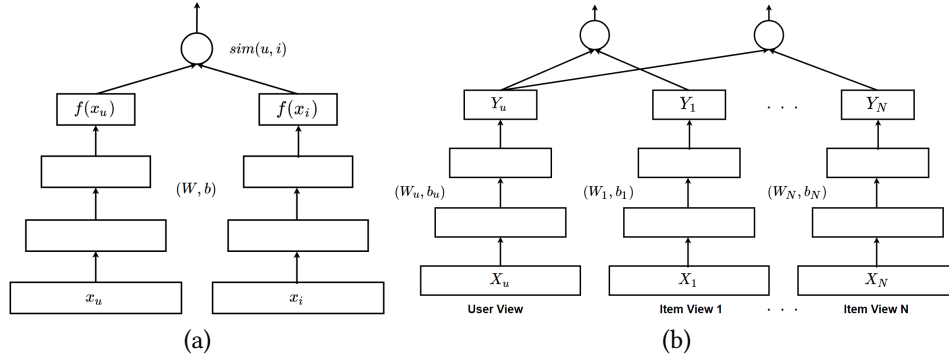 sim(u, i)
f(x_u)
f(x_i)
(W, b)
x_u
x_i
(a)
Y_u
Y_1
. . .
Y_N
(W_u, b_u)
(W_1, b_1)
(W_N, b_N)
X_u
X_1
X_N
User View
Item View 1
. . .
Item View N
(b)